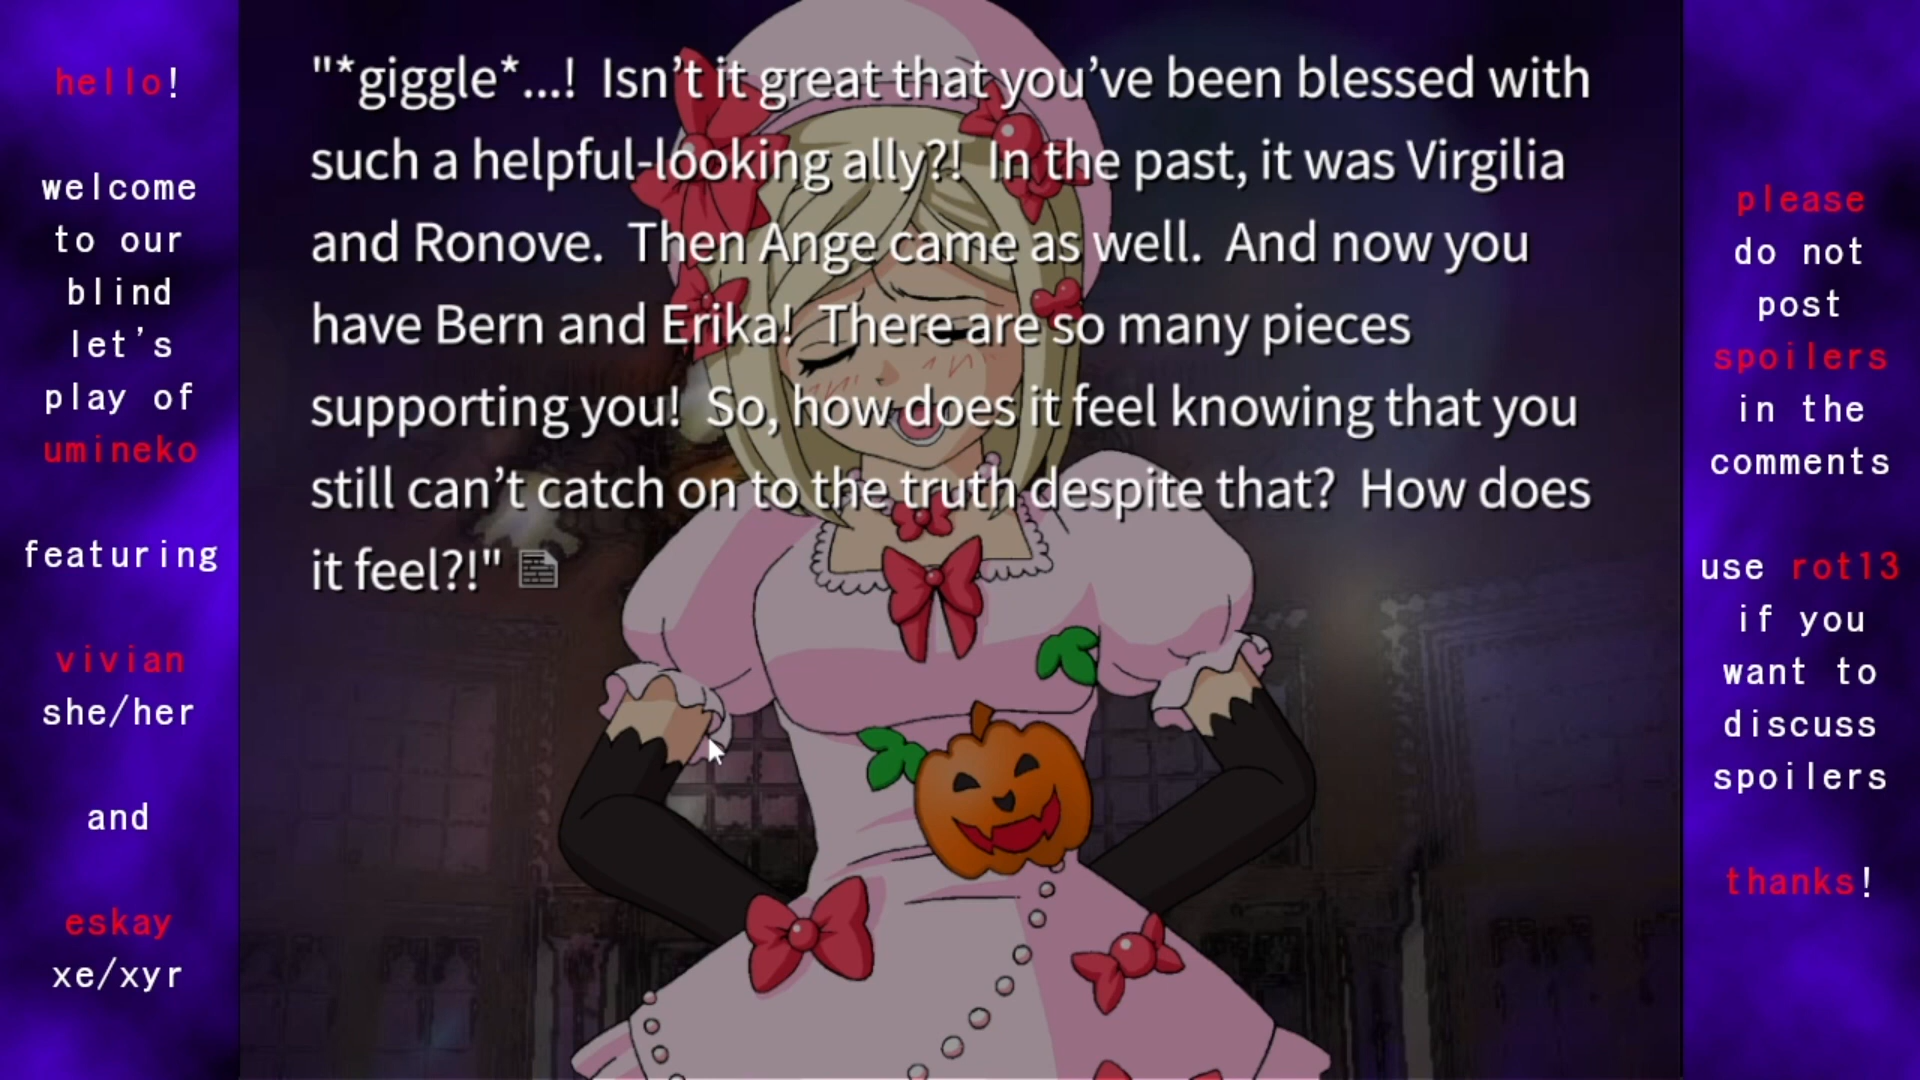 hello!
welcome
to our
blind
let's
play of
umineko
featuring
vivian
she/her
and
eskay
xe/xyr
"*giggle*...!  Isn't it great that you've been blessed with
such a helpful-looking ally?!  In the past, it was Virgilia
and Ronove.  Then Ange came as well.  And now you
have Bern and Erika!  There are so many pieces
supporting you!  So, how does it feel knowing that you
still can't catch on to the truth despite that?  How does
it feel?!"
please
do not
post
spoilers
in the
comments
use rot13
if you
want to
discuss
spoilers
thanks!